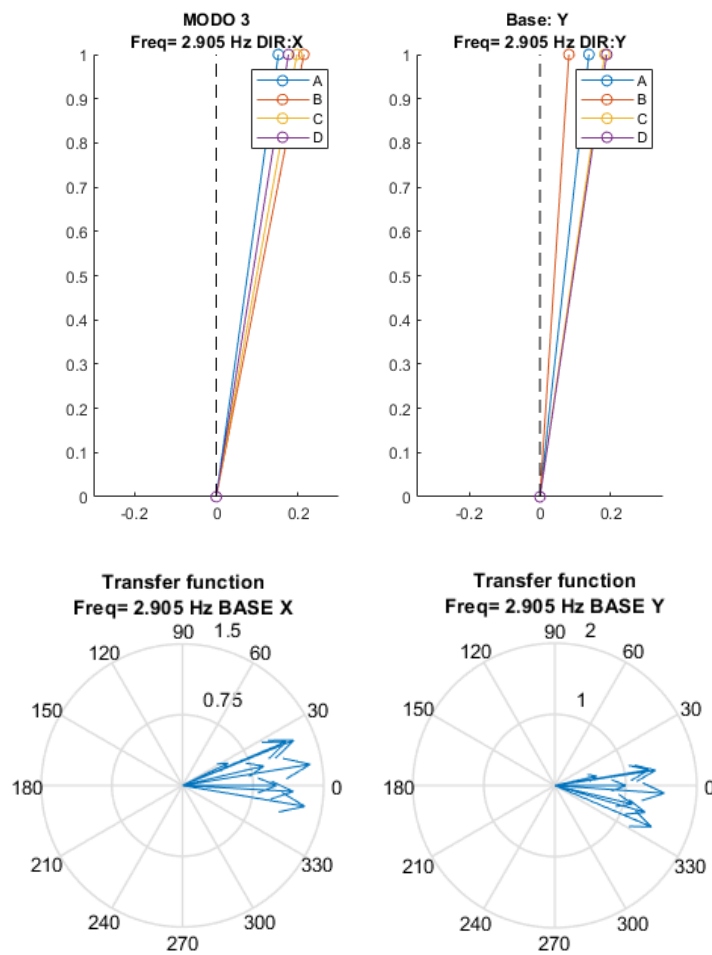 MODO 3
Freq= 2.905 Hz DIR:X
1
0.9
0.8
0.7
0.6
0.5
0.4
0.3
0.2
0.1
0
-0.2 0 0.2
A
B
C
D
Base: Y
Freq= 2.905 Hz DIR:Y
1
0.9
0.8
0.7
0.6
0.5
0.4
0.3
0.2
0.1
0
-0.2 0 0.2
A
B
C
D
Transfer function
Freq= 2.905 Hz BASE X
90 1.5
120 60
0.75
150 30
180 0
210 330
240 300
270
Transfer function
Freq= 2.905 Hz BASE Y
90 2
120 60
1
150 30
180 0
210 330
240 300
270